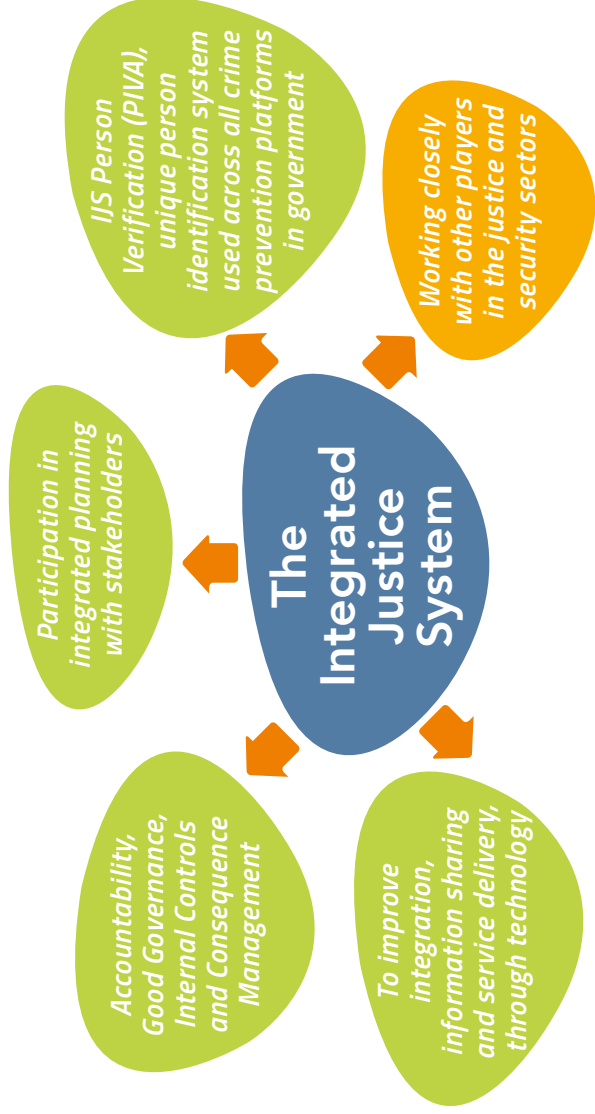 The
Integrated
Justice
System
To improve
integration,
information sharing
and service delivery,
through technology
Accountability,
Good Governance,
Internal Controls
and Consequence
Management
Participation in
integrated planning
with stakeholders
IJS Person
Verification (PIVA),
unique person
identification system
used across all crime
prevention platforms
in government
Working closely
with other players
in the justice and
security sectors